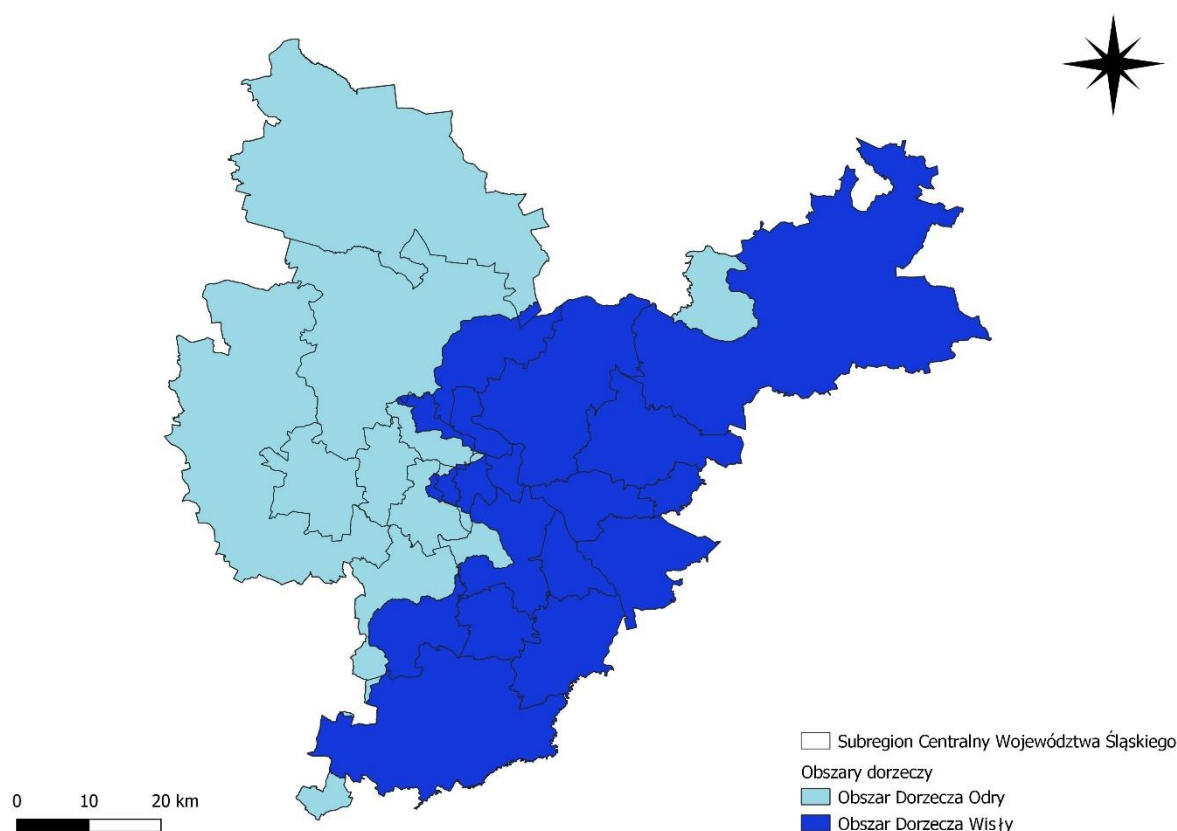 Subregion Centralny Województwa Śląskiego
Obszary dorzeczy
Obszar Dorzecza Odry
Obszar Dorzecza Wisły
0 10 20 km